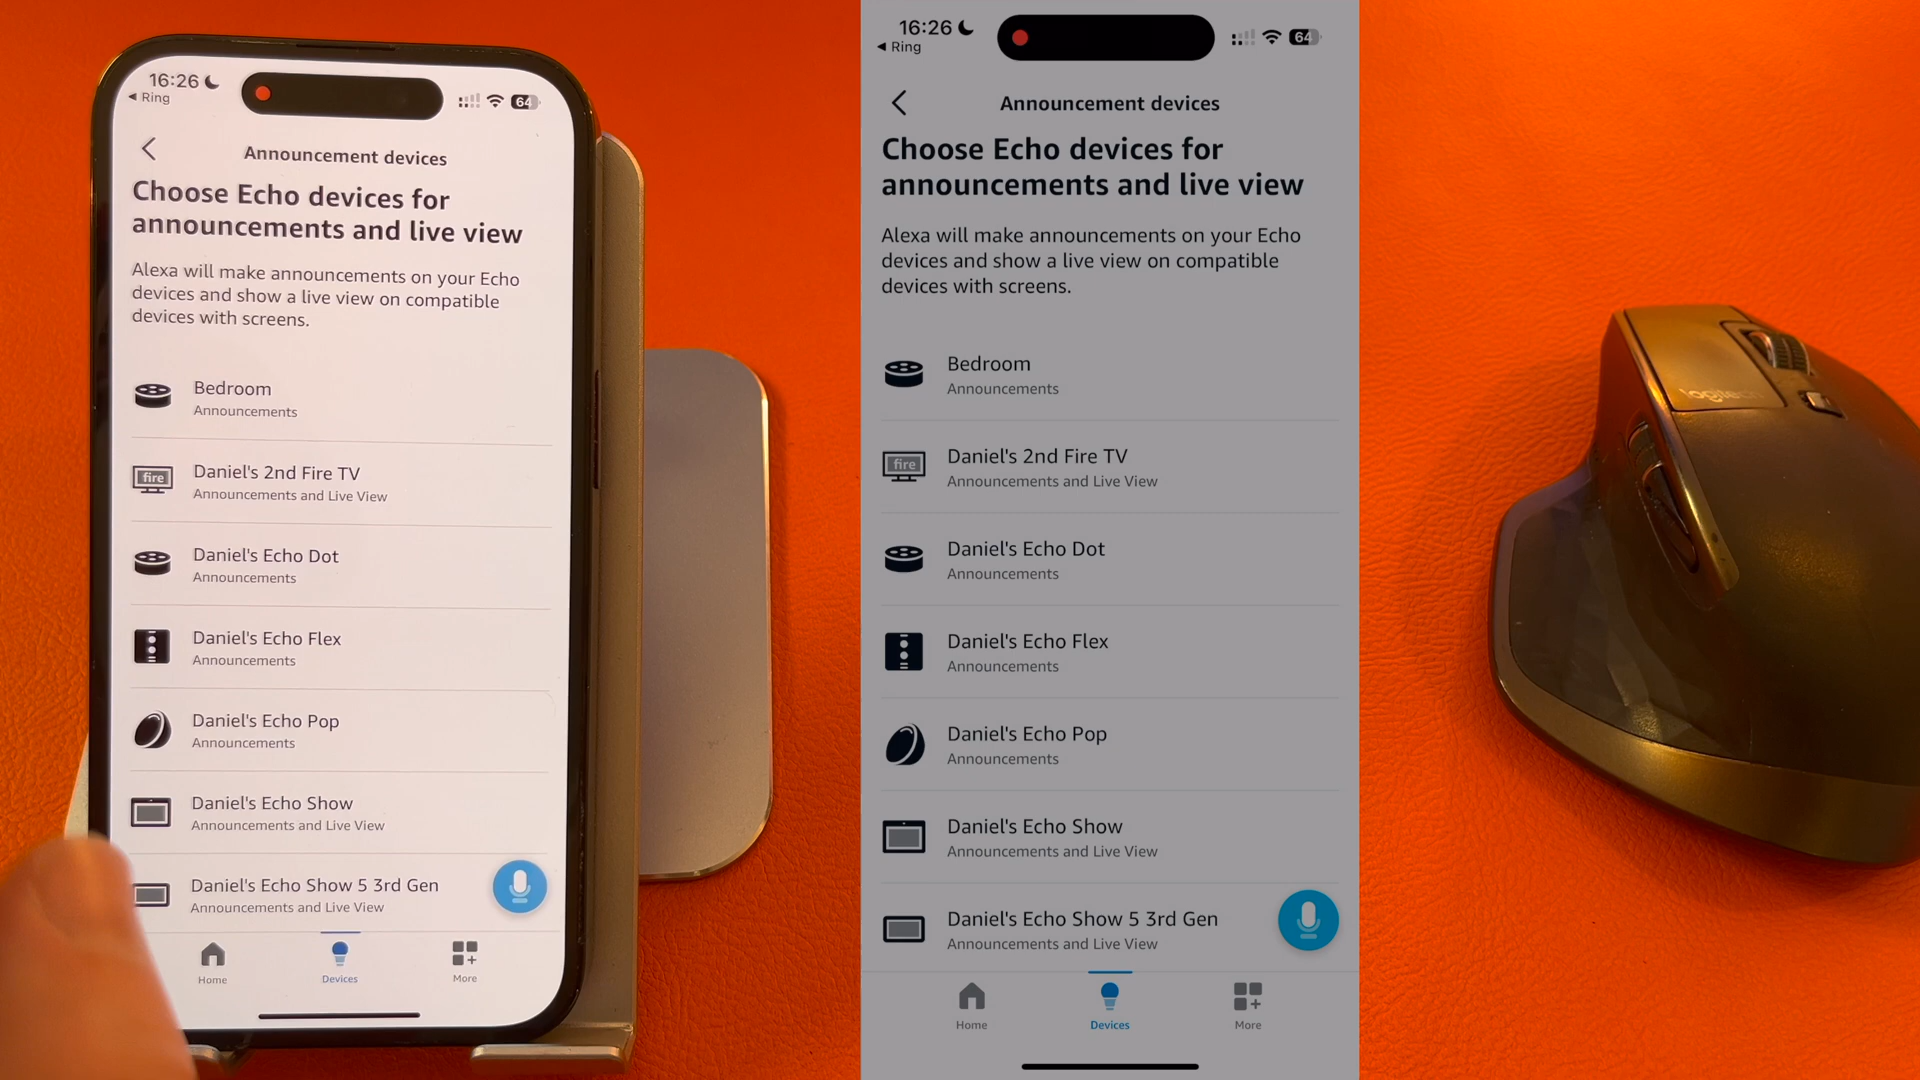 16:26
Ring
64
Announcement devices
Choose Echo devices for
announcements and live view
Alexa will make announcements on your Echo
devices and show a live view on compatible
devices with screens.
Bedroom
Announcements
fire
Daniel's 2nd Fire TV
Announcements and Live View
Daniel's Echo Dot
Announcements
Daniel's Echo Flex
Announcements
Daniel's Echo Pop
Announcements
Daniel's Echo Show
Announcements and Live View
Daniel's Echo Show 5 3rd Gen
Announcements and Live View
Home
Devices
More
16:26
Ring
64
Announcement devices
Choose Echo devices for
announcements and live view
Alexa will make announcements on your Echo
devices and show a live view on compatible
devices with screens.
Bedroom
Announcements
fire
Daniel's 2nd Fire TV
Announcements and Live View
Daniel's Echo Dot
Announcements
Daniel's Echo Flex
Announcements
Daniel's Echo Pop
Announcements
Daniel's Echo Show
Announcements and Live View
Daniel's Echo Show 5 3rd Gen
Announcements and Live View
Home
Devices
More
logitech